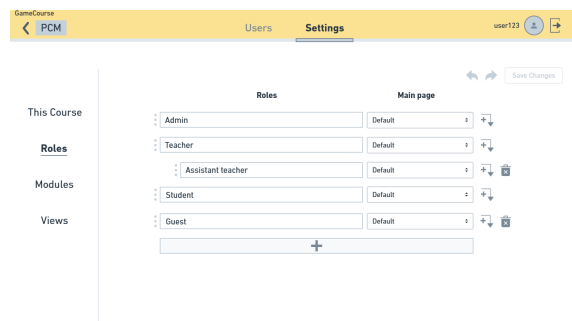 GameCourse
PCM
Users
Settings
user123
Save Changes
Roles
Main page
This Course
Roles
Modules
Views
Admin
Default
Teacher
Default
Assistant teacher
Default
Student
Default
Guest
Default